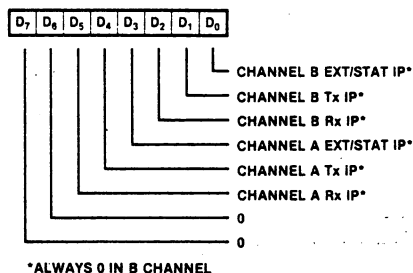 D7 D6 D5 D4 D3 D2 D1 D0
CHANNEL B EXT/STAT IP*
CHANNEL B Tx IP*
CHANNEL B Rx IP*
CHANNEL A EXT/STAT IP*
CHANNEL A Tx IP*
CHANNEL A Rx IP*
0
0
*ALWAYS 0 IN B CHANNEL